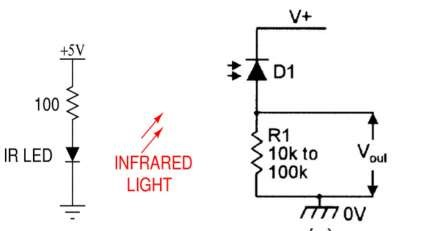 +5V
100
IR LED
INFRARED
LIGHT
V+
D1
R1
10k to
100k
Vout
0V